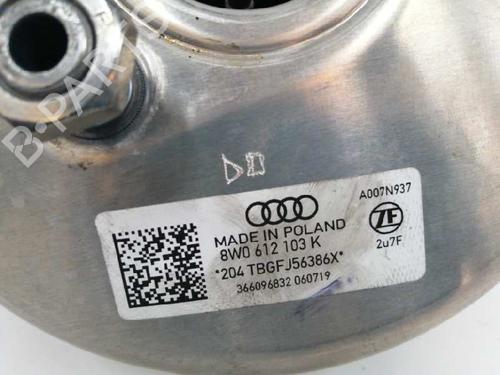 B-PARTS
A007N937
MADE IN POLAND
8W0 612 103 K
*204 TBGFJ56386X*
366096832 060719
ZF
2u7F